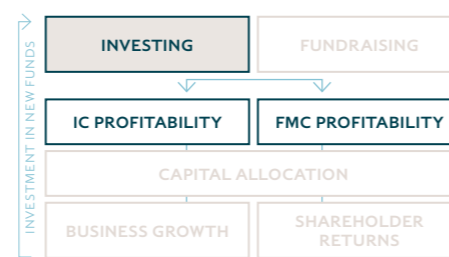 INVESTING
FUNDRAISING
IC PROFITABILITY
FMC PROFITABILITY
CAPITAL ALLOCATION
BUSINESS GROWTH
SHAREHOLDER
RETURNS
INVESTMENT IN NEW FUNDS